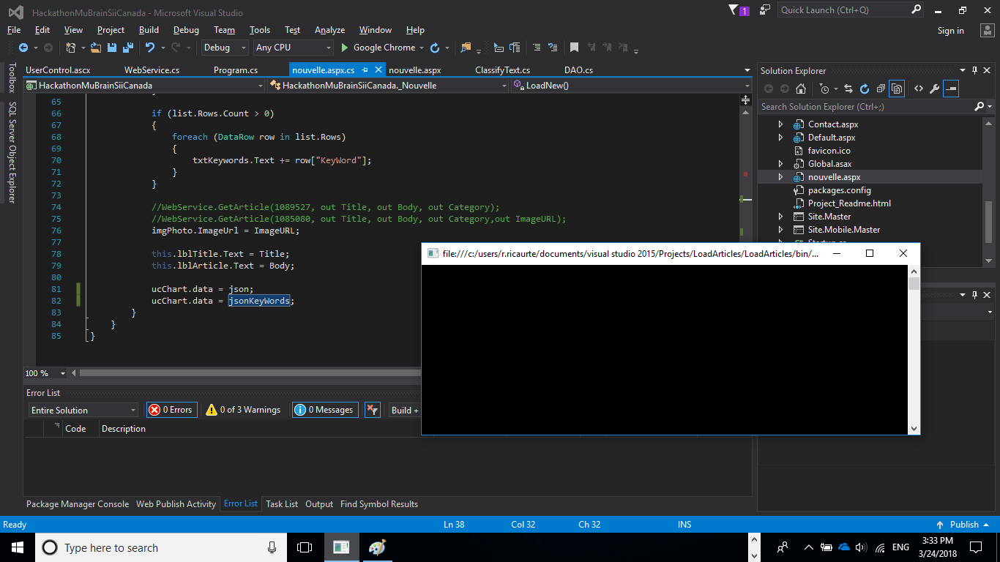 HackathonMuBrainSiiCanada - Microsoft Visual Studio
1
Quick Launch (Ctrl+Q)
File Edit View Project Build Debug Team Tools Test Analyze Window Help
Sign in
Debug Any CPU Google Chrome
Toolbox
SQL Server Object Explorer
UserControl.ascx WebService.cs Program.cs nouvelle.aspx.cs nouvelle.aspx ClassifyText.cs DAO.cs
HackathonMuBrainSiiCanada HackathonMuBrainSiiCanada._Nouvelle LoadNew()
65
66 if (list.Rows.Count > 0)
67 {
68 foreach (DataRow row in list.Rows)
69 {
70 txtKeywords.Text += row["KeyWord"];
71 }
72 }
73
74 //WebService.GetArticle(1089527, out Title, out Body, out Category);
75 //WebService.GetArticle(1085080, out Title, out Body, out Category,out ImageURL);
76 imgPhoto.ImageUrl = ImageURL;
77
78 this.lblTitle.Text = Title;
79 this.lblArticle.Text = Body;
80
81 ucChart.data = json;
82 ucChart.data = jsonKeyWords;
83 }
84 }
85 }
100 %
Solution Explorer
Search Solution Explorer (Ctrl+;)
Contact.aspx
Default.aspx
favicon.ico
Global.asax
nouvelle.aspx
packages.config
Project_Readme.html
Site.Master
Site.Mobile.Master
file:///c:/users/r.ricaurte/documents/visual studio 2015/Projects/LoadArticles/LoadArticles/bin/...
Error List
Entire Solution 0 Errors 0 of 3 Warnings 0 Messages Build +
Code Description
Package Manager Console Web Publish Activity Error List Task List Output Find Symbol Results
Ready Ln 38 Col 32 Ch 32 INS Publish
Type here to search
ENG
3:33 PM
3/24/2018